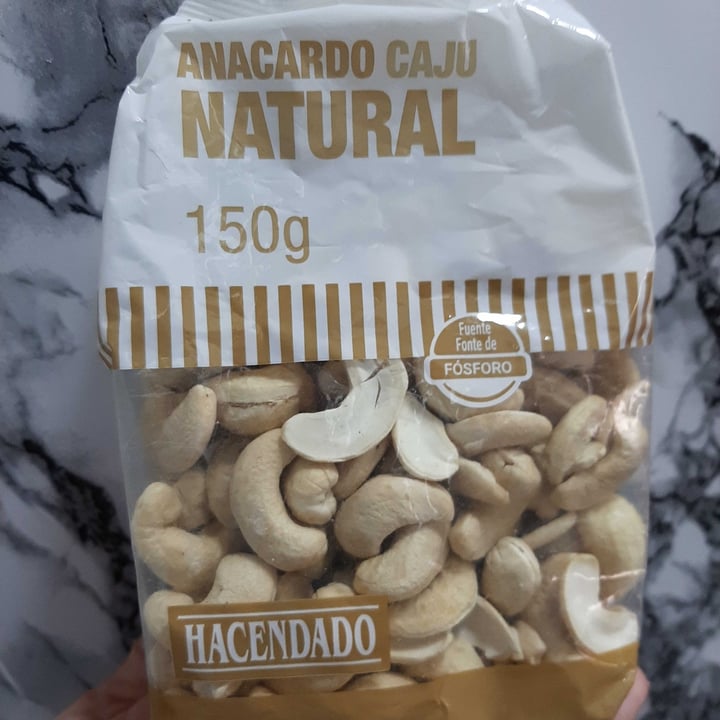 ANACARDO CAJU
NATURAL
150g
Fuente
Fonte de
FÓSFORO
HACENDADO